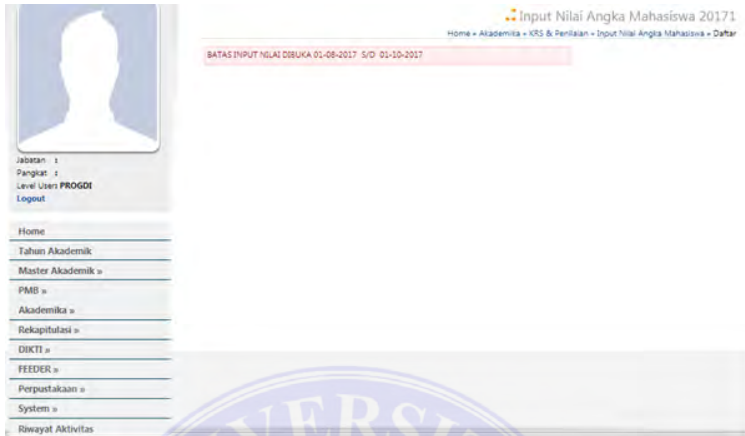 Input Nilai Angka Mahasiswa 20171
Home » Akademika » KRS & Penilaian » Input Nilai Angka Mahasiswa » Daftar
BATAS INPUT NILAI DIBUKA 01-08-2017 S/D 01-10-2017
Jabatan :
Pangkat :
Level User: PROGDI
Logout
Home
Tahun Akademik
Master Akademik »
PMB »
Akademika »
Rekapitulasi »
DIKTI »
FEEDER »
Perpustakaan »
System »
Riwayat Aktivitas